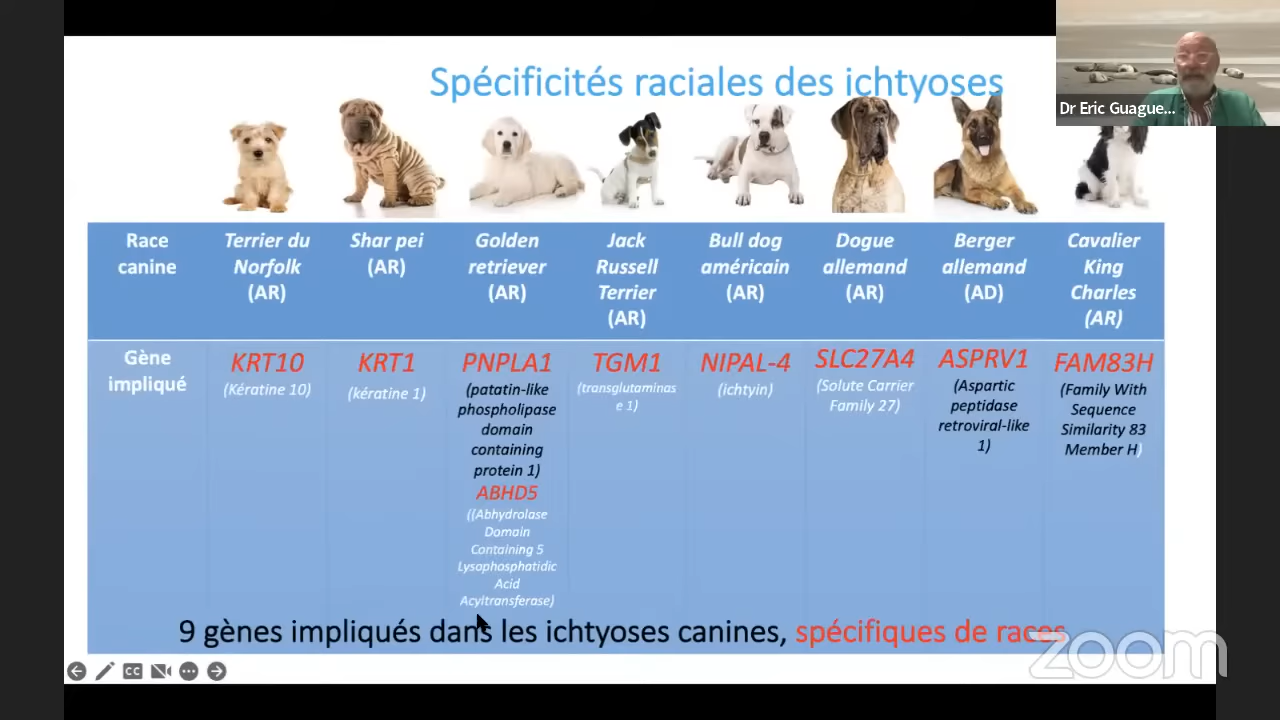 Spécificités raciales des ichtyoses
Dr Eric Guague...
Race
canine
Terrier du
Norfolk
(AR)
Shar pei
(AR)
Golden
retriever
(AR)
Jack
Russell
Terrier
(AR)
Bull dog
américain
(AR)
Dogue
allemand
(AR)
Berger
allemand
(AD)
Cavalier
King
Charles
(AR)
Gène
impliqué
KRT10
(Kératine 10)
KRT1
(kératine 1)
PNPLA1
(patatin-like
phospholipase
domain
containing
protein 1)
ABHD5
((Abhydrolase
Domain
Containing 5
Lysophosphatidic
Acid
Acyltransferase)
TGM1
(transglutaminas
e 1)
NIPAL-4
(ichtyin)
SLC27A4
(Solute Carrier
Family 27)
ASPRV1
(Aspartic
peptidase
retroviral-like
1)
FAM83H
(Family With
Sequence
Similarity 83
Member H)
9 gènes impliqués dans les ichtyoses canines, spécifiques de races
CC
zoom